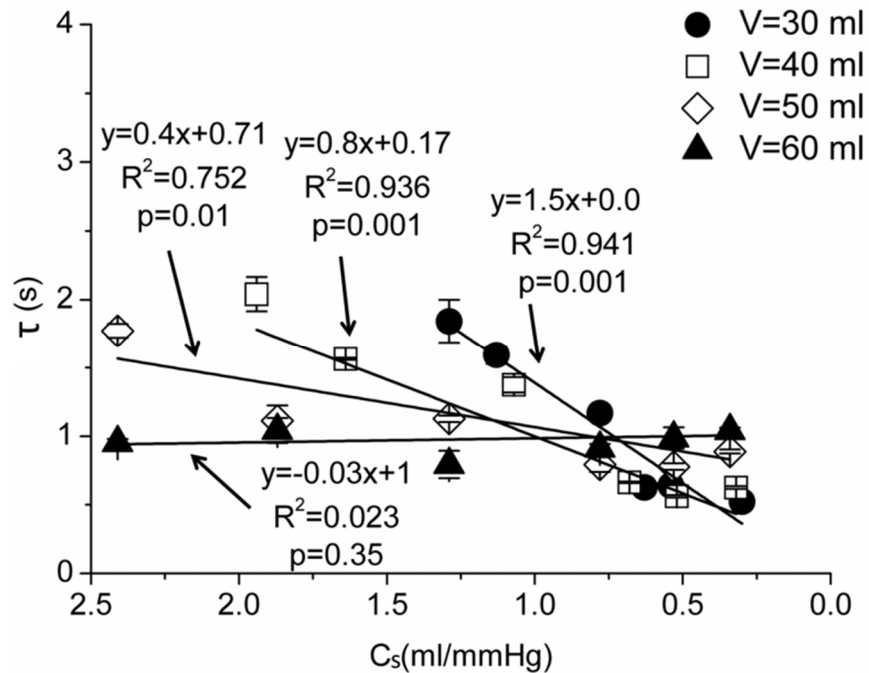 V=30 ml
V=40 ml
V=50 ml
V=60 ml
y=0.4x+0.71
R²=0.752
p=0.01
y=0.8x+0.17
R²=0.936
p=0.001
y=1.5x+0.0
R²=0.941
p=0.001
y=-0.03x+1
R²=0.023
p=0.35
4
3
2
1
0
τ (s)
2.5 2.0 1.5 1.0 0.5 0.0
Cₛ(ml/mmHg)